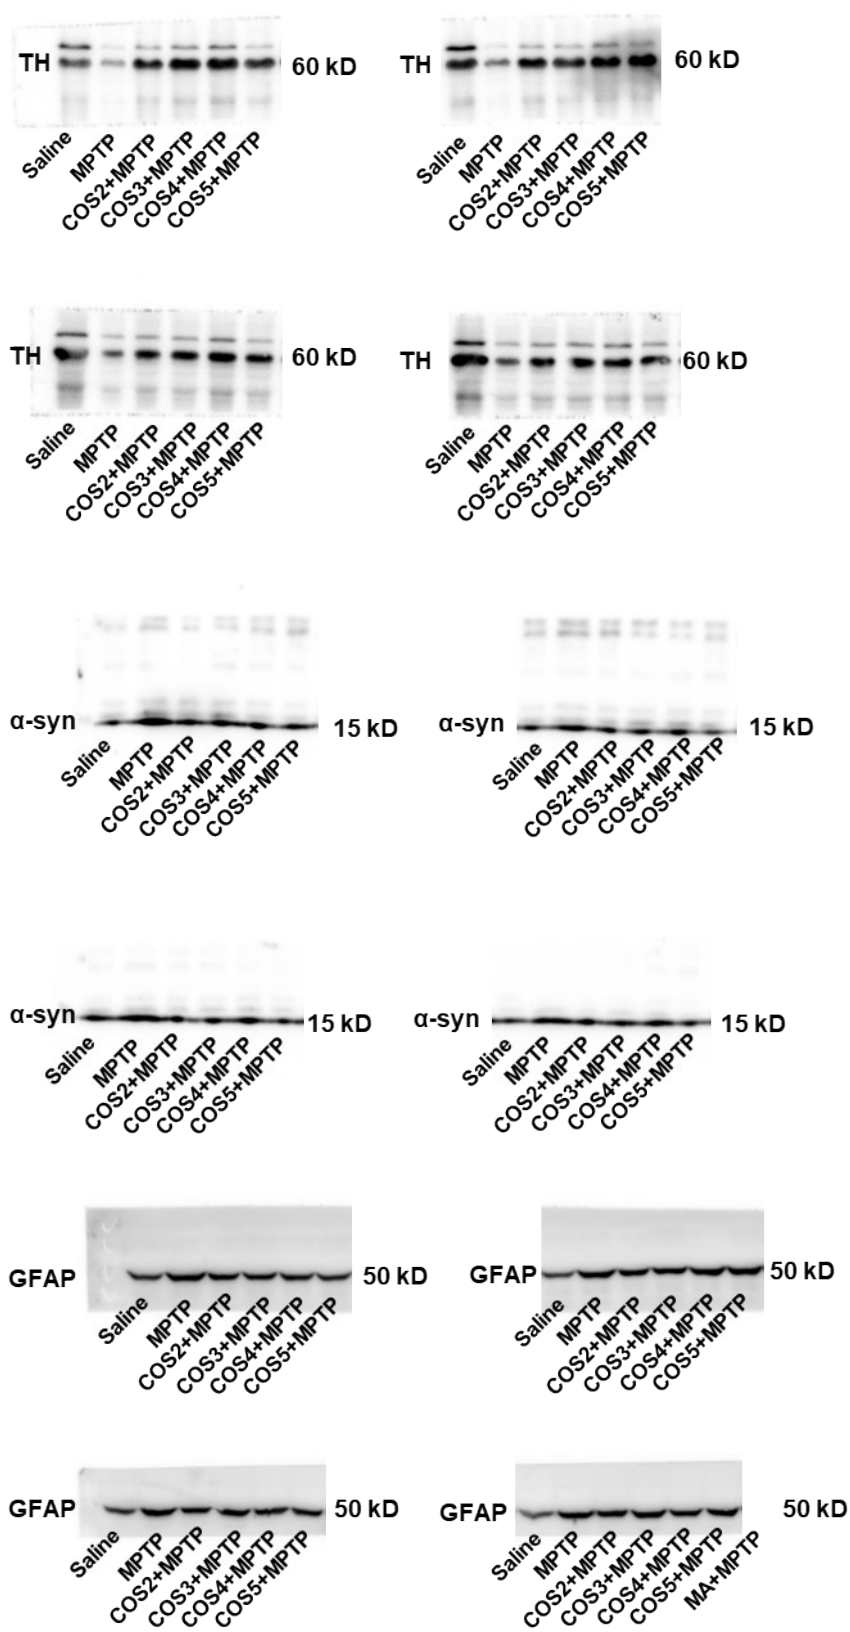 TH 60 kD
Saline MPTP COS2+MPTP COS3+MPTP COS4+MPTP COS5+MPTP
TH 60 kD
Saline MPTP COS2+MPTP COS3+MPTP COS4+MPTP COS5+MPTP
TH 60 kD
Saline MPTP COS2+MPTP COS3+MPTP COS4+MPTP COS5+MPTP
TH 60 kD
Saline MPTP COS2+MPTP COS3+MPTP COS4+MPTP COS5+MPTP
α-syn 15 kD
Saline MPTP COS2+MPTP COS3+MPTP COS4+MPTP COS5+MPTP
α-syn 15 kD
Saline MPTP COS2+MPTP COS3+MPTP COS4+MPTP COS5+MPTP
α-syn 15 kD
Saline MPTP COS2+MPTP COS3+MPTP COS4+MPTP COS5+MPTP
α-syn 15 kD
Saline MPTP COS2+MPTP COS3+MPTP COS4+MPTP COS5+MPTP
GFAP 50 kD
Saline MPTP COS2+MPTP COS3+MPTP COS4+MPTP COS5+MPTP
GFAP 50 kD
Saline MPTP COS2+MPTP COS3+MPTP COS4+MPTP COS5+MPTP
GFAP 50 kD
Saline MPTP COS2+MPTP COS3+MPTP COS4+MPTP COS5+MPTP
GFAP 50 kD
Saline MPTP COS2+MPTP COS3+MPTP COS4+MPTP COS5+MPTP MA+MPTP